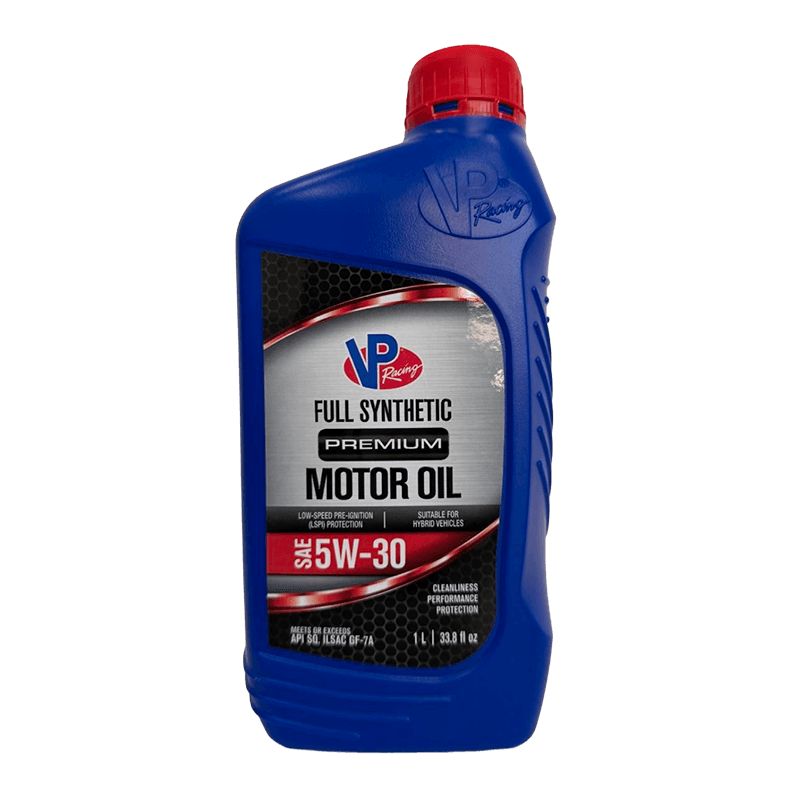 VP®
Racing
VP
Racing
FULL SYNTHETIC
PREMIUM
MOTOR OIL
LOW-SPEED PRE-IGNITION
(LSPI) PROTECTION
SUITABLE FOR
HYBRID VEHICLES
SAE 5W-30
CLEANLINESS
PERFORMANCE
PROTECTION
MEETS OR EXCEEDS
API SQ, ILSAC GF-7A
1 L | 33.8 fl oz